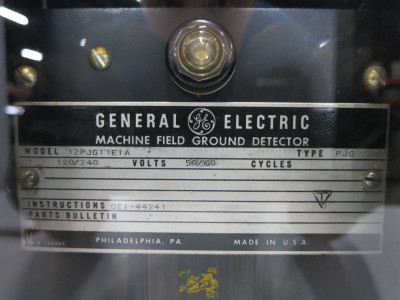 GENERAL GE ELECTRIC
MACHINE FIELD GROUND DETECTOR
MODEL 12PJG11E1A TYPE PJG
120/240 VOLTS 50/60 CYCLES
INSTRUCTIONS GEI-44241
PARTS BULLETIN
PHILADELPHIA, PA. MADE IN U.S.A.